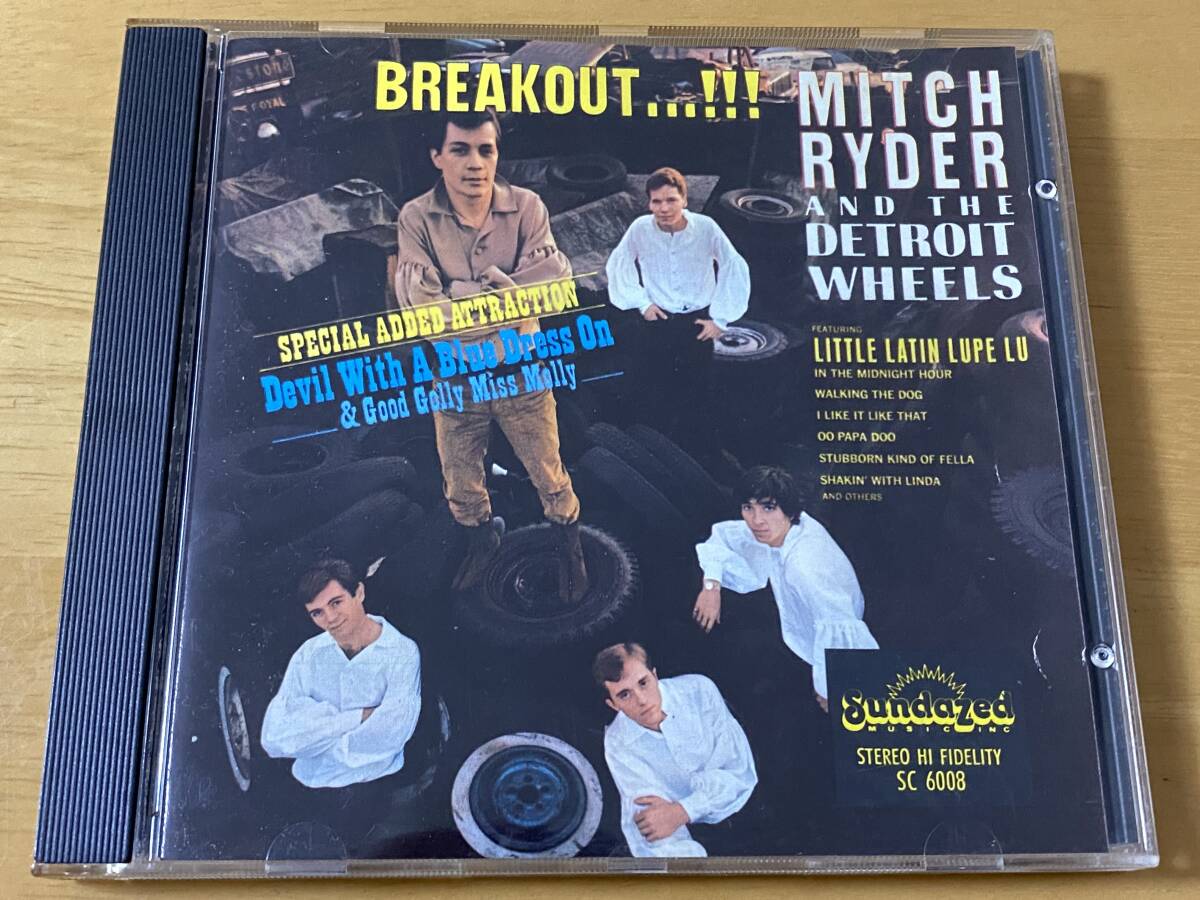 BREAKOUT...!!!
MITCH
RYDER
AND THE
DETROIT
WHEELS
FEATURING
LITTLE LATIN LUPE LU
IN THE MIDNIGHT HOUR
WALKING THE DOG
I LIKE IT LIKE THAT
OO PAPA DOO
STUBBORN KIND OF FELLA
SHAKIN' WITH LINDA
AND OTHERS
SPECIAL ADDED ATTRACTION
Devil With A Blue Dress On
& Good Golly Miss Molly
Sundazed
MUSIC INC
STEREO HI FIDELITY
SC 6008
ROYAL